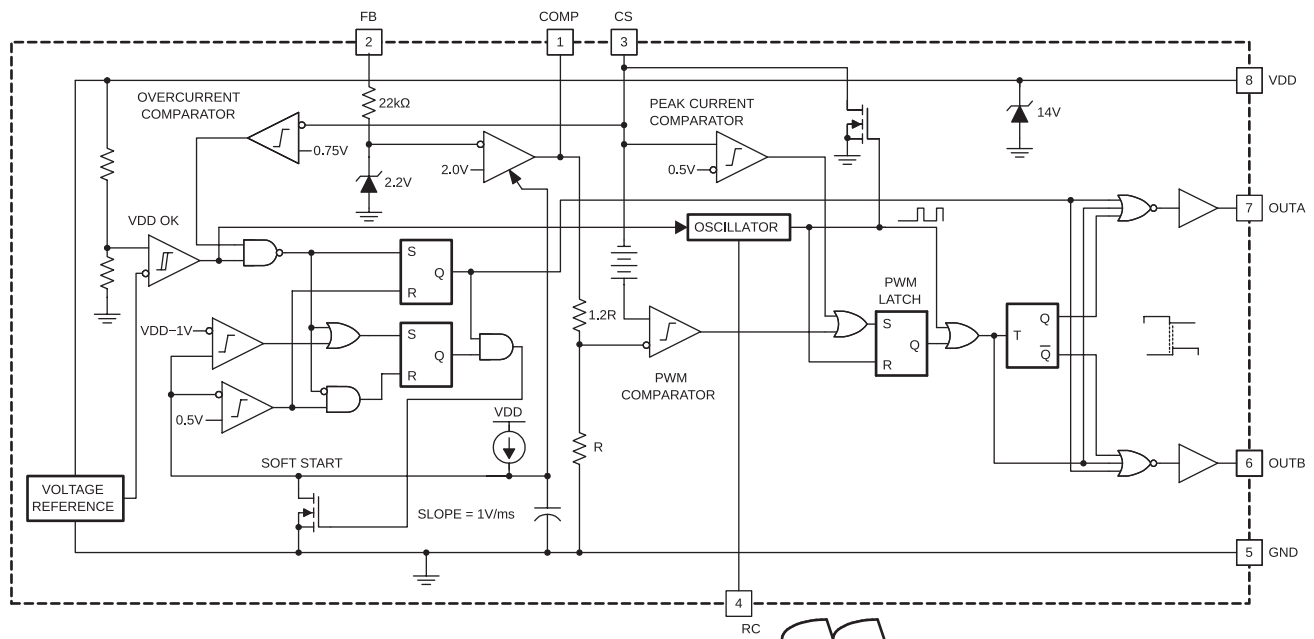 FB
COMP
CS
2
1
3
8
VDD
OVERCURRENT
COMPARATOR
22kΩ
PEAK CURRENT
COMPARATOR
14V
0.75V
2.0V
0.5V
2.2V
VDD OK
OSCILLATOR
7
OUTA
S
Q
R
PWM
LATCH
1.2R
VDD–1V
S
Q
R
S
Q
R
T
Q
Q
PWM
COMPARATOR
0.5V
VDD
R
SOFT START
6
OUTB
VOLTAGE
REFERENCE
SLOPE = 1V/ms
5
GND
4
RC